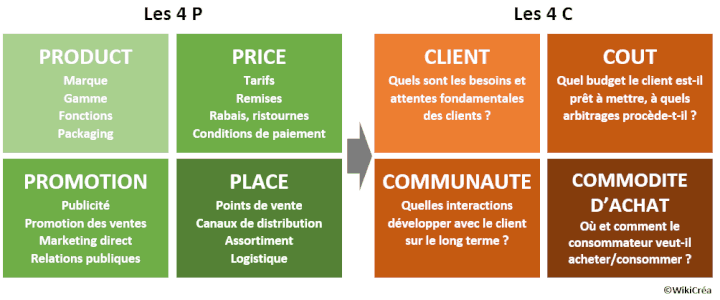 Les 4 P
Les 4 C
PRODUCT
Marque
Gamme
Fonctions
Packaging
PRICE
Tarifs
Remises
Rabais, ristournes
Conditions de paiement
PROMOTION
Publicité
Promotion des ventes
Marketing direct
Relations publiques
PLACE
Points de vente
Canaux de distribution
Assortiment
Logistique
CLIENT
Quels sont les besoins et
attentes fondamentales
des clients ?
COUT
Quel budget le client est-il
prêt à mettre, à quels
arbitrages procède-t-il ?
COMMUNAUTE
Quelles interactions
développer avec le client
sur le long terme ?
COMMODITE
D’ACHAT
Où et comment le
consommateur veut-il
acheter/consommer ?
©WikiCréa